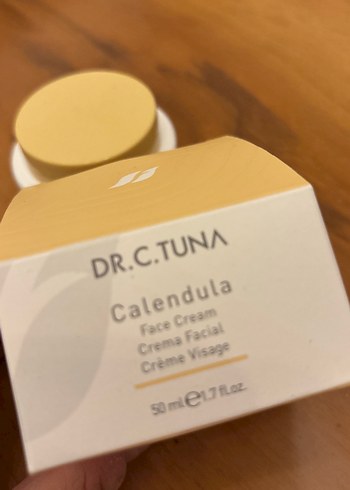 DR.C.TUNA
Calendula
Face Cream
Crema Facial
Crème Visage
50 ml ℮ 1.7 fl.oz.